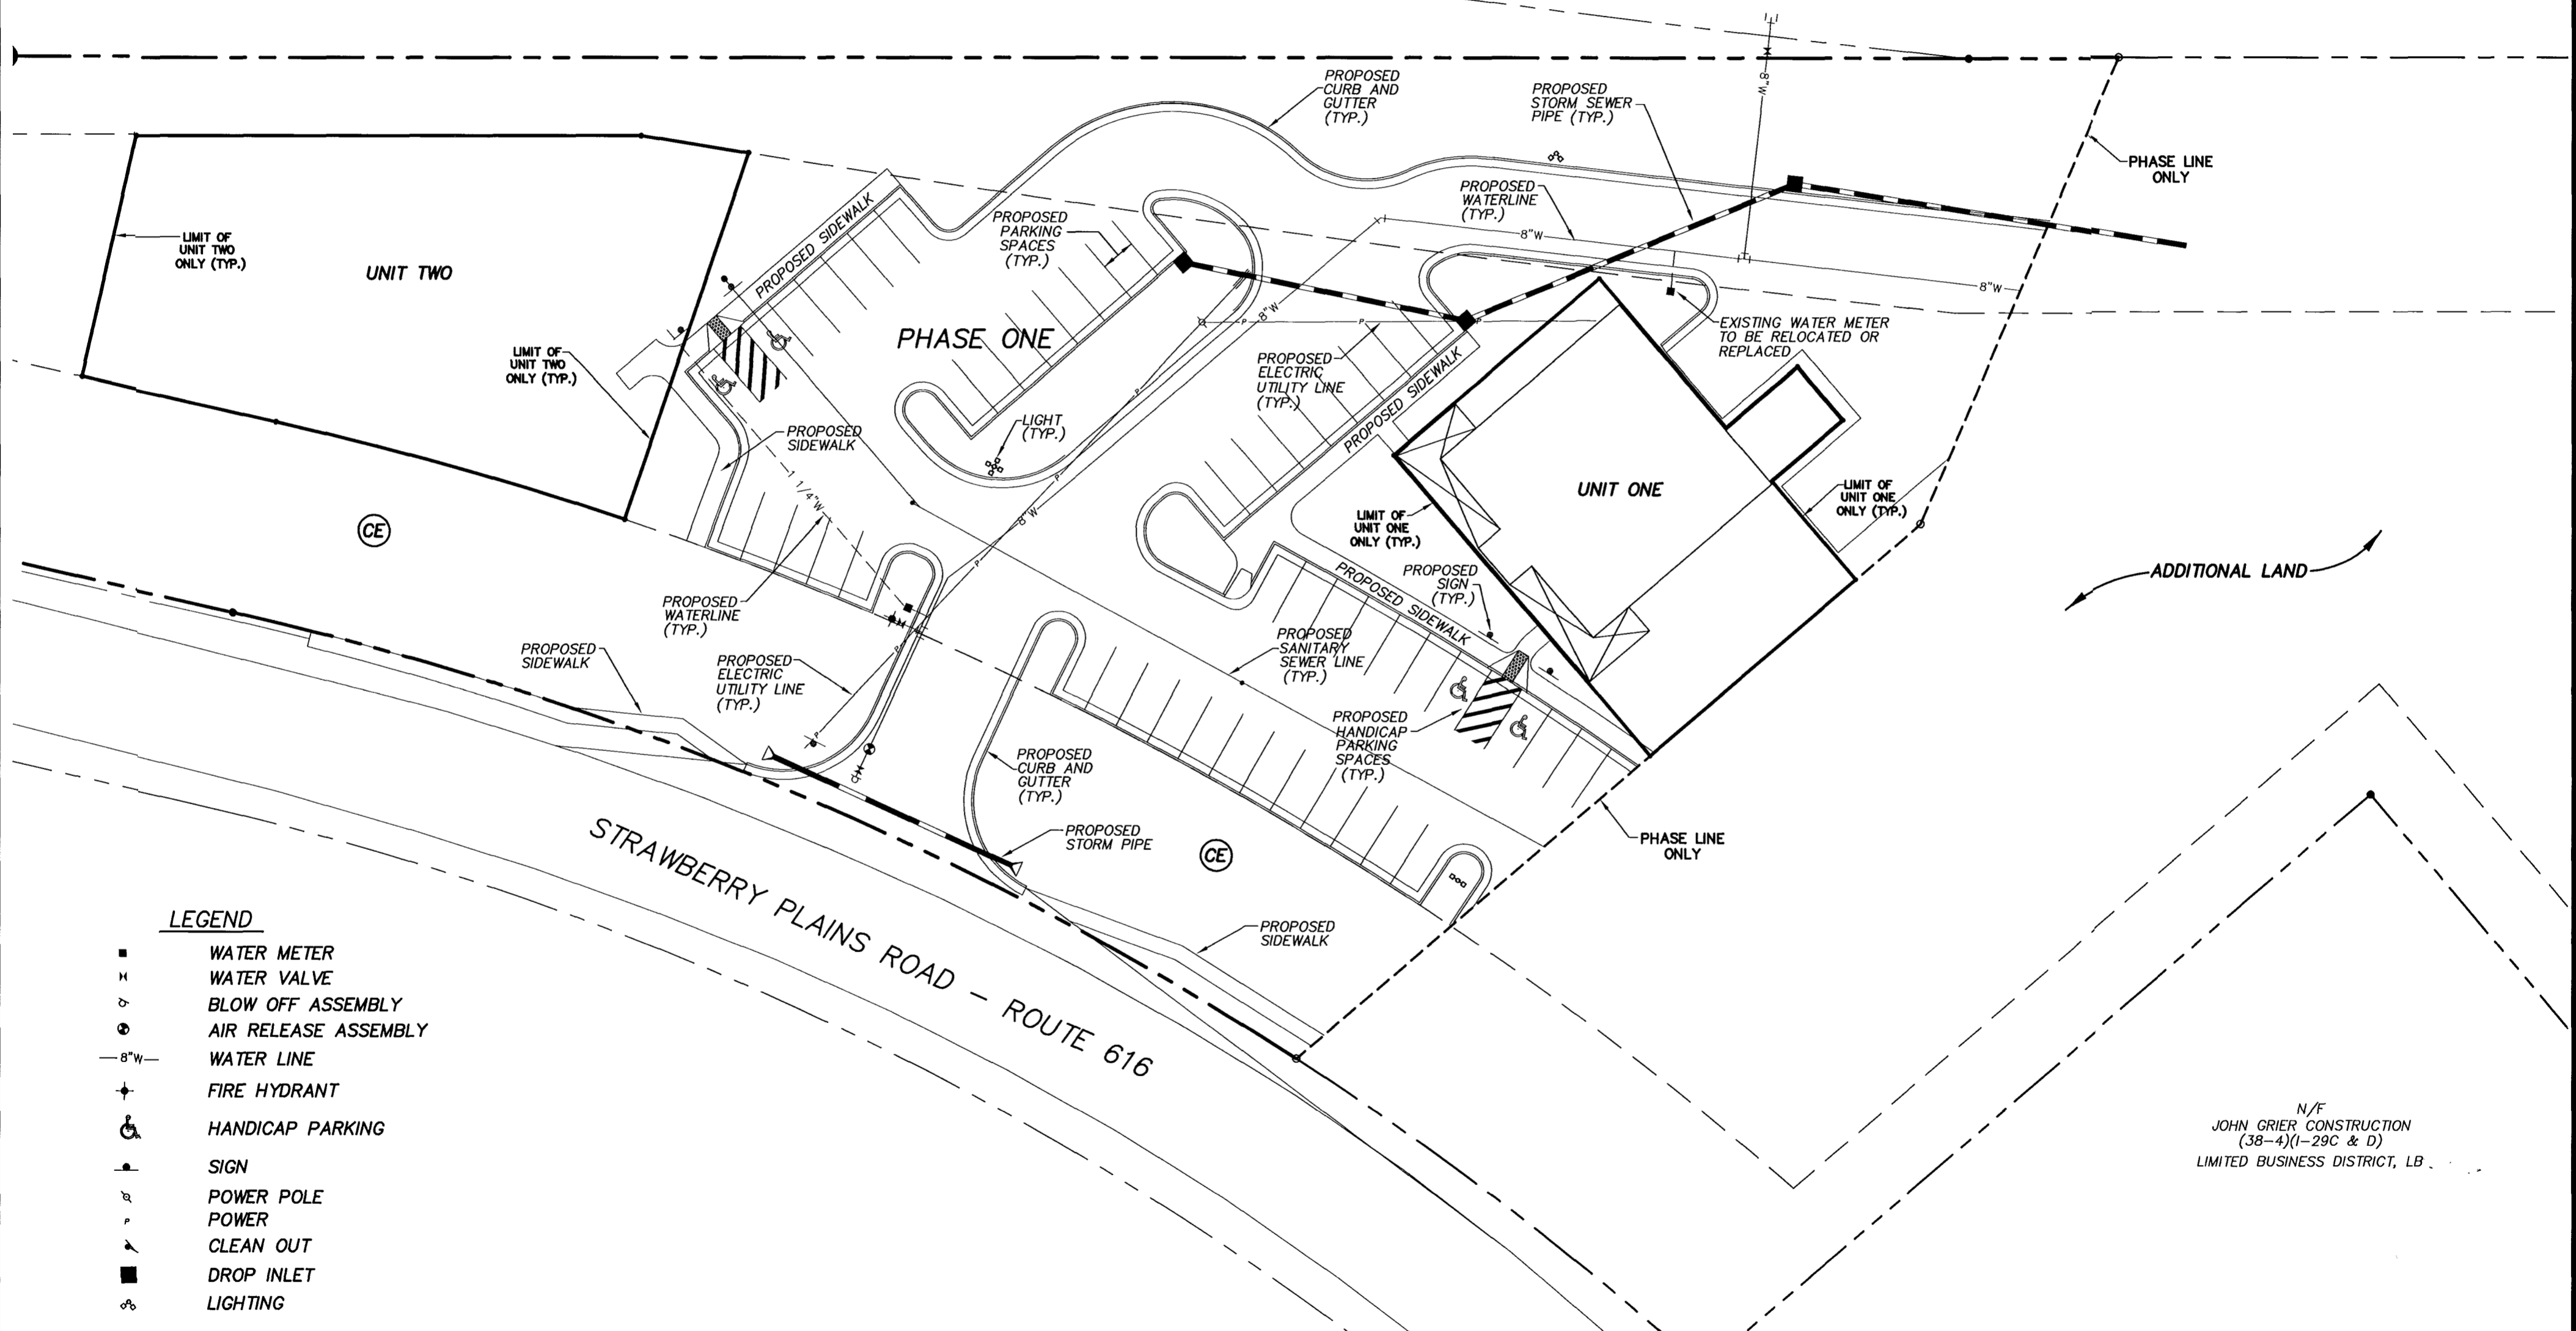 PROPOSED
CURB AND
GUTTER
(TYP.)
PROPOSED
STORM SEWER
PIPE (TYP.)
8"W
PHASE LINE
ONLY
LIMIT OF
UNIT TWO
ONLY (TYP.)
UNIT TWO
PROPOSED SIDEWALK
PROPOSED
PARKING
SPACES
(TYP.)
PROPOSED
WATERLINE
(TYP.)
8"W
8"W
8"W
PHASE ONE
P
P
P
EXISTING WATER METER
TO BE RELOCATED OR
REPLACED
LIMIT OF
UNIT TWO
ONLY (TYP.)
PROPOSED
ELECTRIC
UTILITY LINE
(TYP.)
PROPOSED SIDEWALK
P
LIGHT
(TYP.)
PROPOSED
SIDEWALK
1 1/4"W
P
8"W
P
UNIT ONE
LIMIT OF
UNIT ONE
ONLY (TYP.)
LIMIT OF
UNIT ONE
ONLY (TYP.)
CE
PROPOSED SIDEWALK
PROPOSED
SIGN
(TYP.)
ADDITIONAL LAND
PROPOSED
WATERLINE
(TYP.)
PROPOSED
SIDEWALK
PROPOSED
ELECTRIC
UTILITY LINE
(TYP.)
P
P
PROPOSED
SANITARY
SEWER LINE
(TYP.)
PROPOSED
HANDICAP
PARKING
SPACES
(TYP.)
PROPOSED
CURB AND
GUTTER
(TYP.)
PROPOSED
STORM PIPE
CE
PHASE LINE
ONLY
PROPOSED
SIDEWALK
STRAWBERRY PLAINS ROAD - ROUTE 616
LEGEND
WATER METER
WATER VALVE
BLOW OFF ASSEMBLY
AIR RELEASE ASSEMBLY
8"W WATER LINE
FIRE HYDRANT
HANDICAP PARKING
SIGN
POWER POLE
P POWER
CLEAN OUT
DROP INLET
LIGHTING
N/F
JOHN GRIER CONSTRUCTION
(38-4)(1-29C & D)
LIMITED BUSINESS DISTRICT, LB